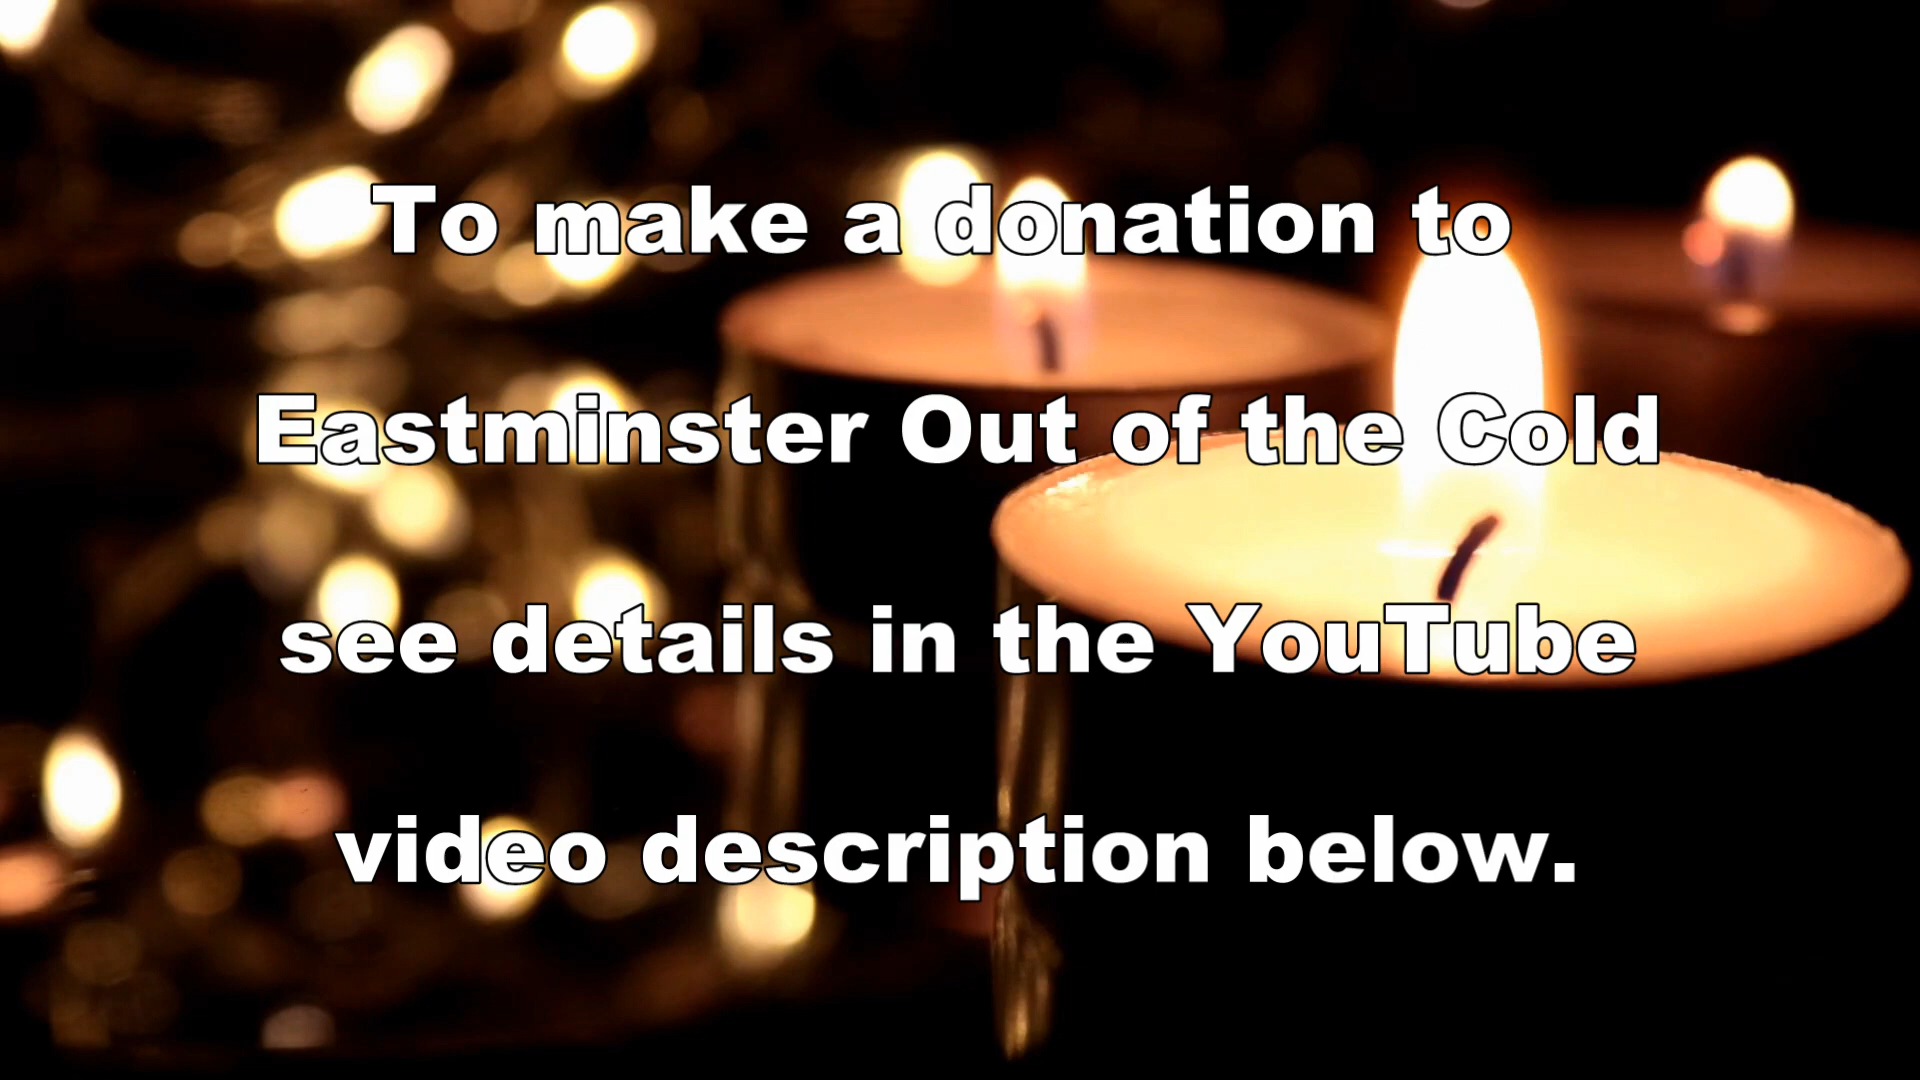 To make a donation to
Eastminster Out of the Cold
see details in the YouTube
video description below.